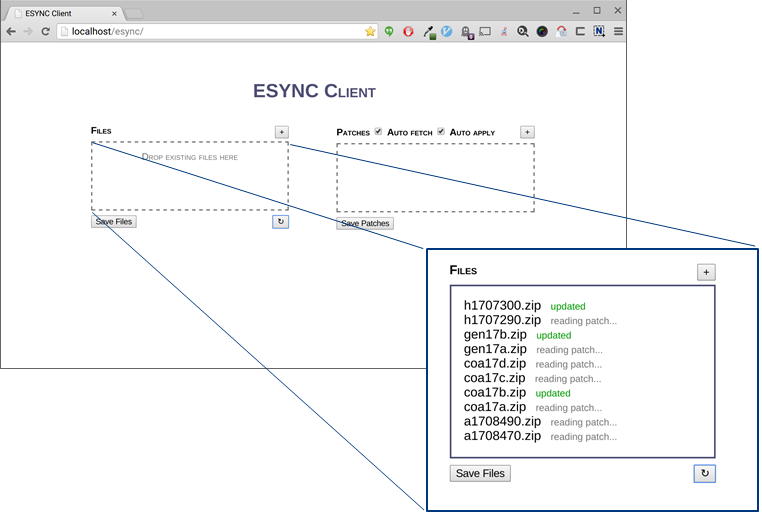 ESYNC Client
localhost/esync/
ESYNC Client
Files
+
Patches Auto fetch Auto apply
+
Drop existing files here
Save Files
↻
Save Patches
Files
+
h1707300.zip updated
h1707290.zip reading patch...
gen17b.zip updated
gen17a.zip reading patch...
coa17d.zip reading patch...
coa17c.zip reading patch...
coa17b.zip updated
coa17a.zip reading patch...
a1708490.zip reading patch...
a1708470.zip reading patch...
Save Files
↻